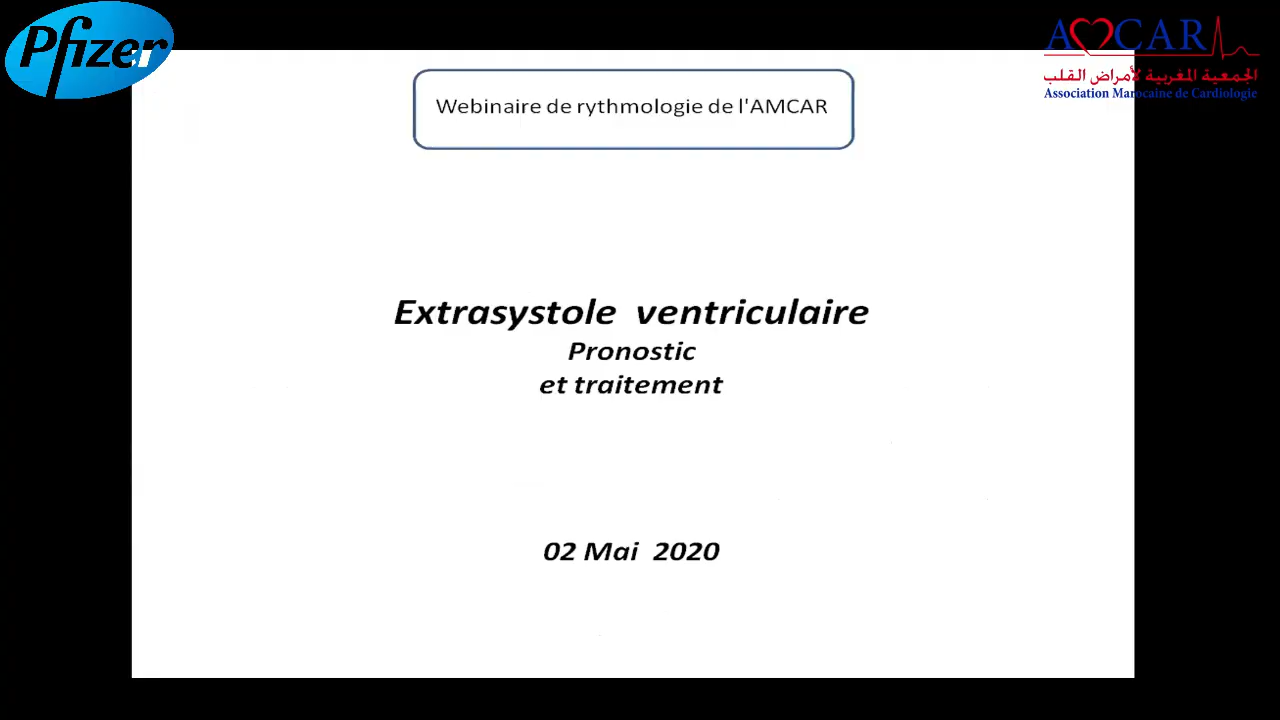 Pfizer
AMCAR
الجمعية المغربية لأمراض القلب
Association Marocaine de Cardiologie
Webinaire de rythmologie de l'AMCAR
Extrasystole ventriculaire
Pronostic
et traitement
02 Mai 2020